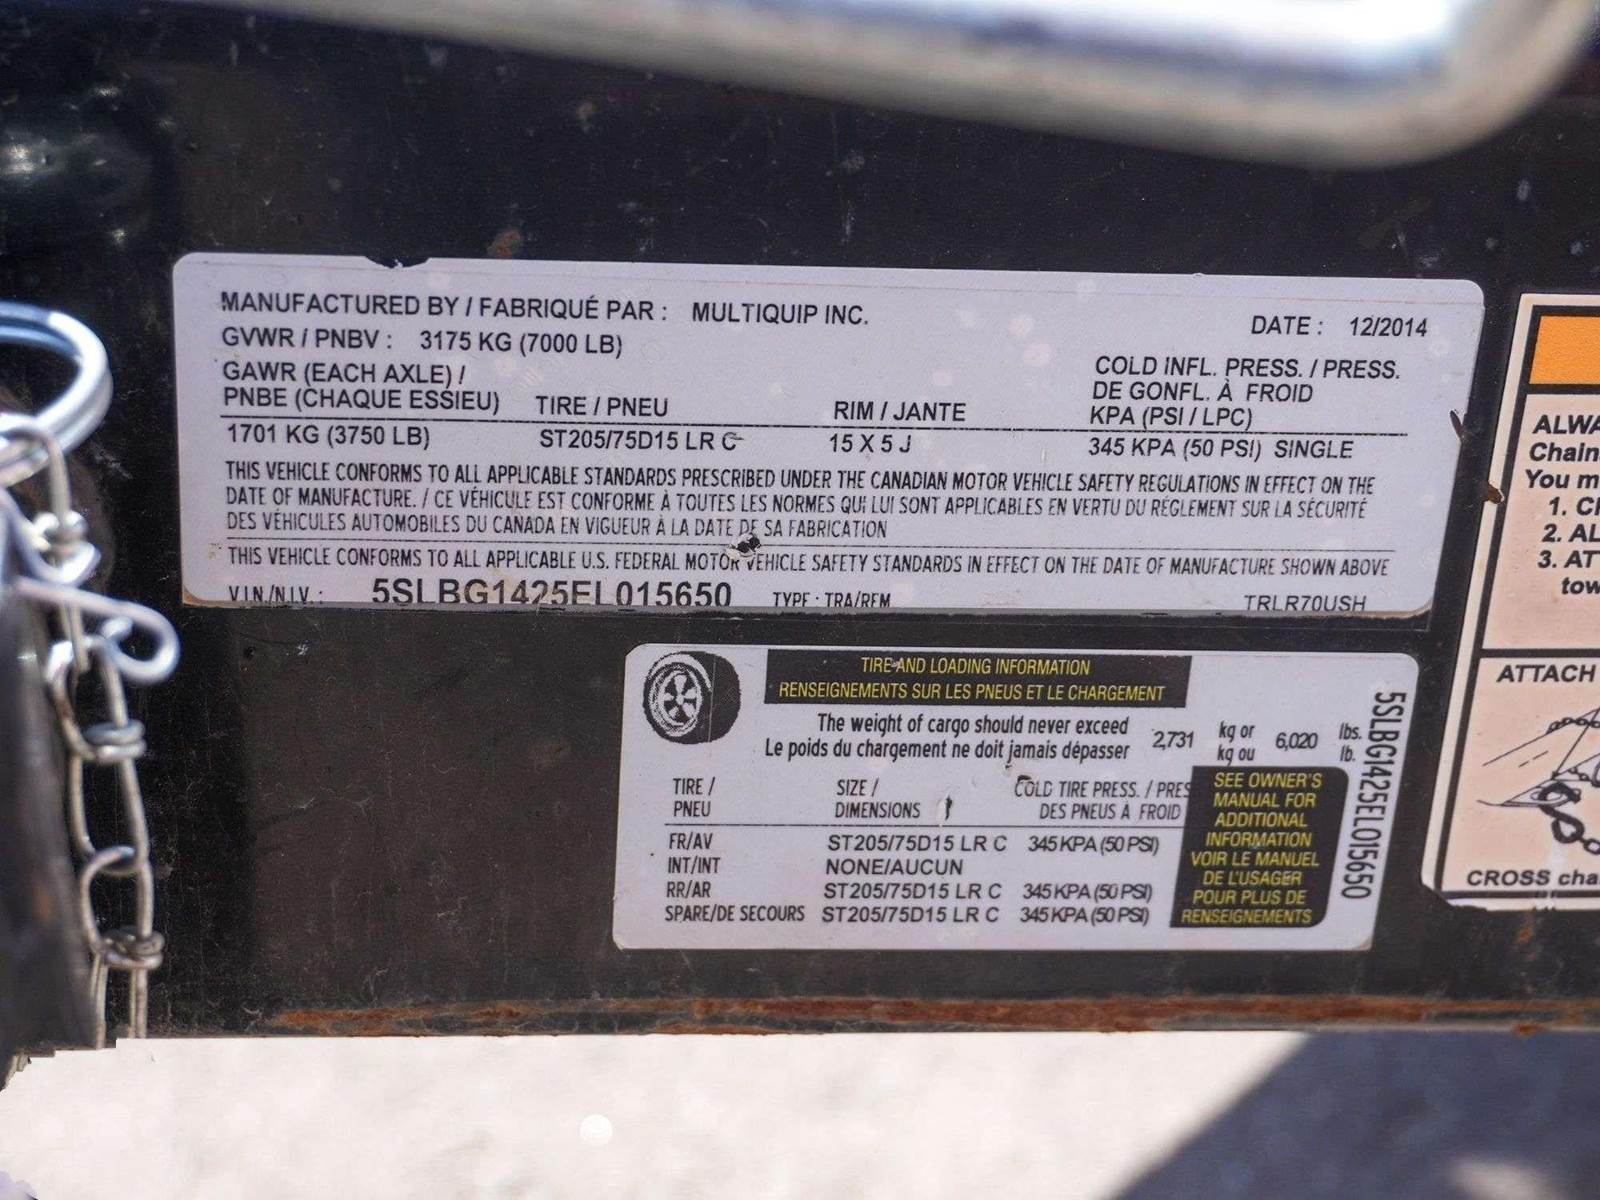 MANUFACTURED BY / FABRIQUÉ PAR : MULTIQUIP INC.
DATE : 12/2014
GVWR / PNBV : 3175 KG (7000 LB)
GAWR (EACH AXLE) /
PNBE (CHAQUE ESSIEU) TIRE / PNEU RIM / JANTE
COLD INFL. PRESS. / PRESS.
DE GONFL. À FROID
KPA (PSI / LPC)
1701 KG (3750 LB) ST205/75D15 LR C 15 X 5 J 345 KPA (50 PSI) SINGLE
THIS VEHICLE CONFORMS TO ALL APPLICABLE STANDARDS PRESCRIBED UNDER THE CANADIAN MOTOR VEHICLE SAFETY REGULATIONS IN EFFECT ON THE
DATE OF MANUFACTURE. / CE VÉHICULE EST CONFORME À TOUTES LES NORMES QUI LUI SONT APPLICABLES EN VERTU DU RÈGLEMENT SUR LA SÉCURITÉ
DES VÉHICULES AUTOMOBILES DU CANADA EN VIGUEUR À LA DATE DE SA FABRICATION
THIS VEHICLE CONFORMS TO ALL APPLICABLE U.S. FEDERAL MOTOR VEHICLE SAFETY STANDARDS IN EFFECT ON THE DATE OF MANUFACTURE SHOWN ABOVE
V.I.N./N.I.V. : 5SLBG1425EL015650 TYPE : TRA/REM TRLR70USH
TIRE AND LOADING INFORMATION
RENSEIGNEMENTS SUR LES PNEUS ET LE CHARGEMENT
The weight of cargo should never exceed
Le poids du chargement ne doit jamais dépasser
2,731
kg or
kg ou
6,020
lbs.
lb.
TIRE /
PNEU
SIZE /
DIMENSIONS
COLD TIRE PRESS. / PRES
DES PNEUS À FROID
FR/AV ST205/75D15 LR C 345 KPA (50 PSI)
INT/INT NONE/AUCUN
RR/AR ST205/75D15 LR C 345 KPA (50 PSI)
SPARE/DE SECOURS ST205/75D15 LR C 345 KPA (50 PSI)
SEE OWNER'S
MANUAL FOR
ADDITIONAL
INFORMATION
VOIR LE MANUEL
DE L'USAGER
POUR PLUS DE
RENSEIGNEMENTS
5SLBG1425EL015650
ALWA
Chain
You m
1. C
2. AL
3. AT
tow
ATTACH
CROSS cha